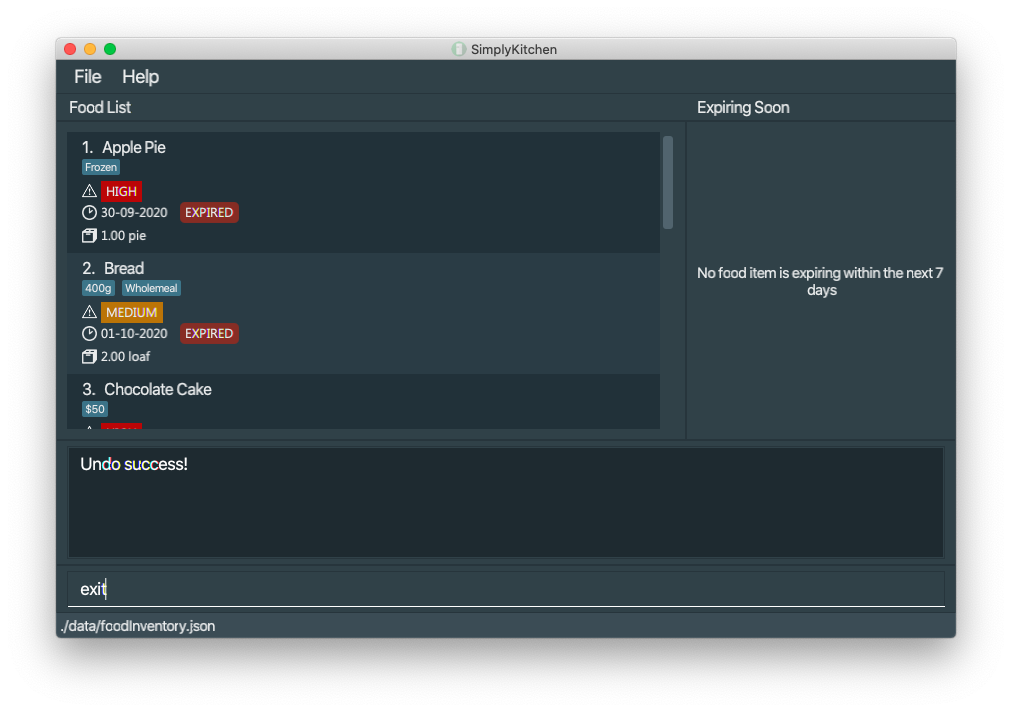 SimplyKitchen
File Help
Food List
Expiring Soon
1. Apple Pie
Frozen
HIGH
30-09-2020 EXPIRED
1.00 pie
2. Bread
400g Wholemeal
MEDIUM
01-10-2020 EXPIRED
2.00 loaf
3. Chocolate Cake
$50
No food item is expiring within the next 7
days
Undo success!
exit
./data/foodInventory.json